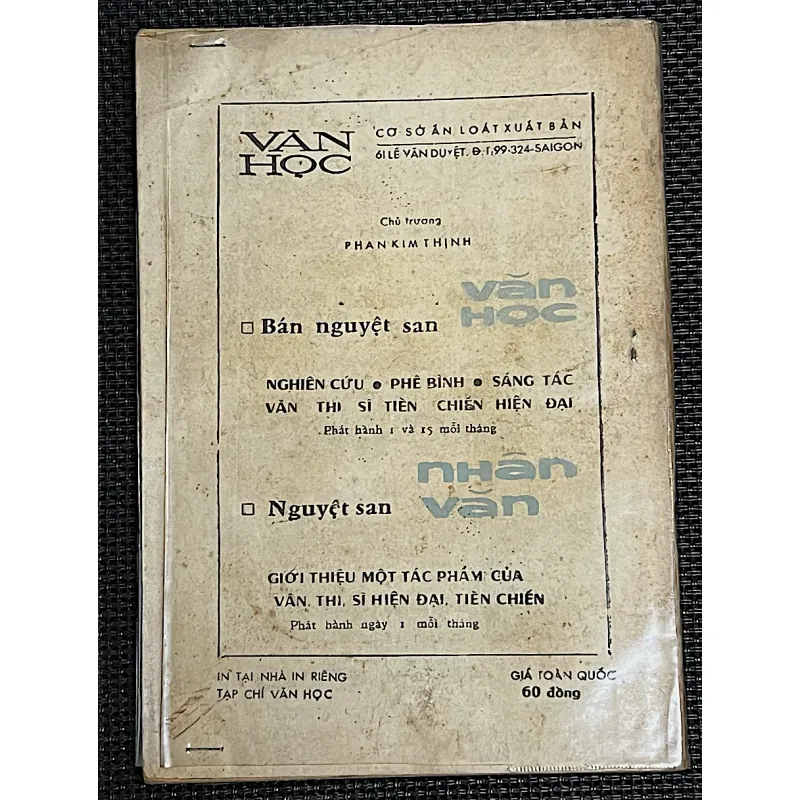 VĂN
HỌC
CƠ SỞ ẤN LOÁT XUẤT BẢN
61 LÊ VĂN DUYỆT. Đ.T: 99-324-SAIGON
Chủ trương
PHAN KIM THỊNH
Bán nguyệt san
văn
HỌC
NGHIÊN CỨU • PHÊ BÌNH • SÁNG TÁC
VĂN THI SĨ TIỀN CHIẾN HIỆN ĐẠI
Phát hành 1 và 15 mỗi tháng
Nguyệt san
nhân
văn
GIỚI THIỆU MỘT TÁC PHẨM CỦA
VĂN, THI, SĨ HIỆN ĐẠI, TIỀN CHIẾN
Phát hành ngày 1 mỗi tháng
IN TẠI NHÀ IN RIÊNG
TẠP CHÍ VĂN HỌC
GIÁ TOÀN QUỐC
60 đồng